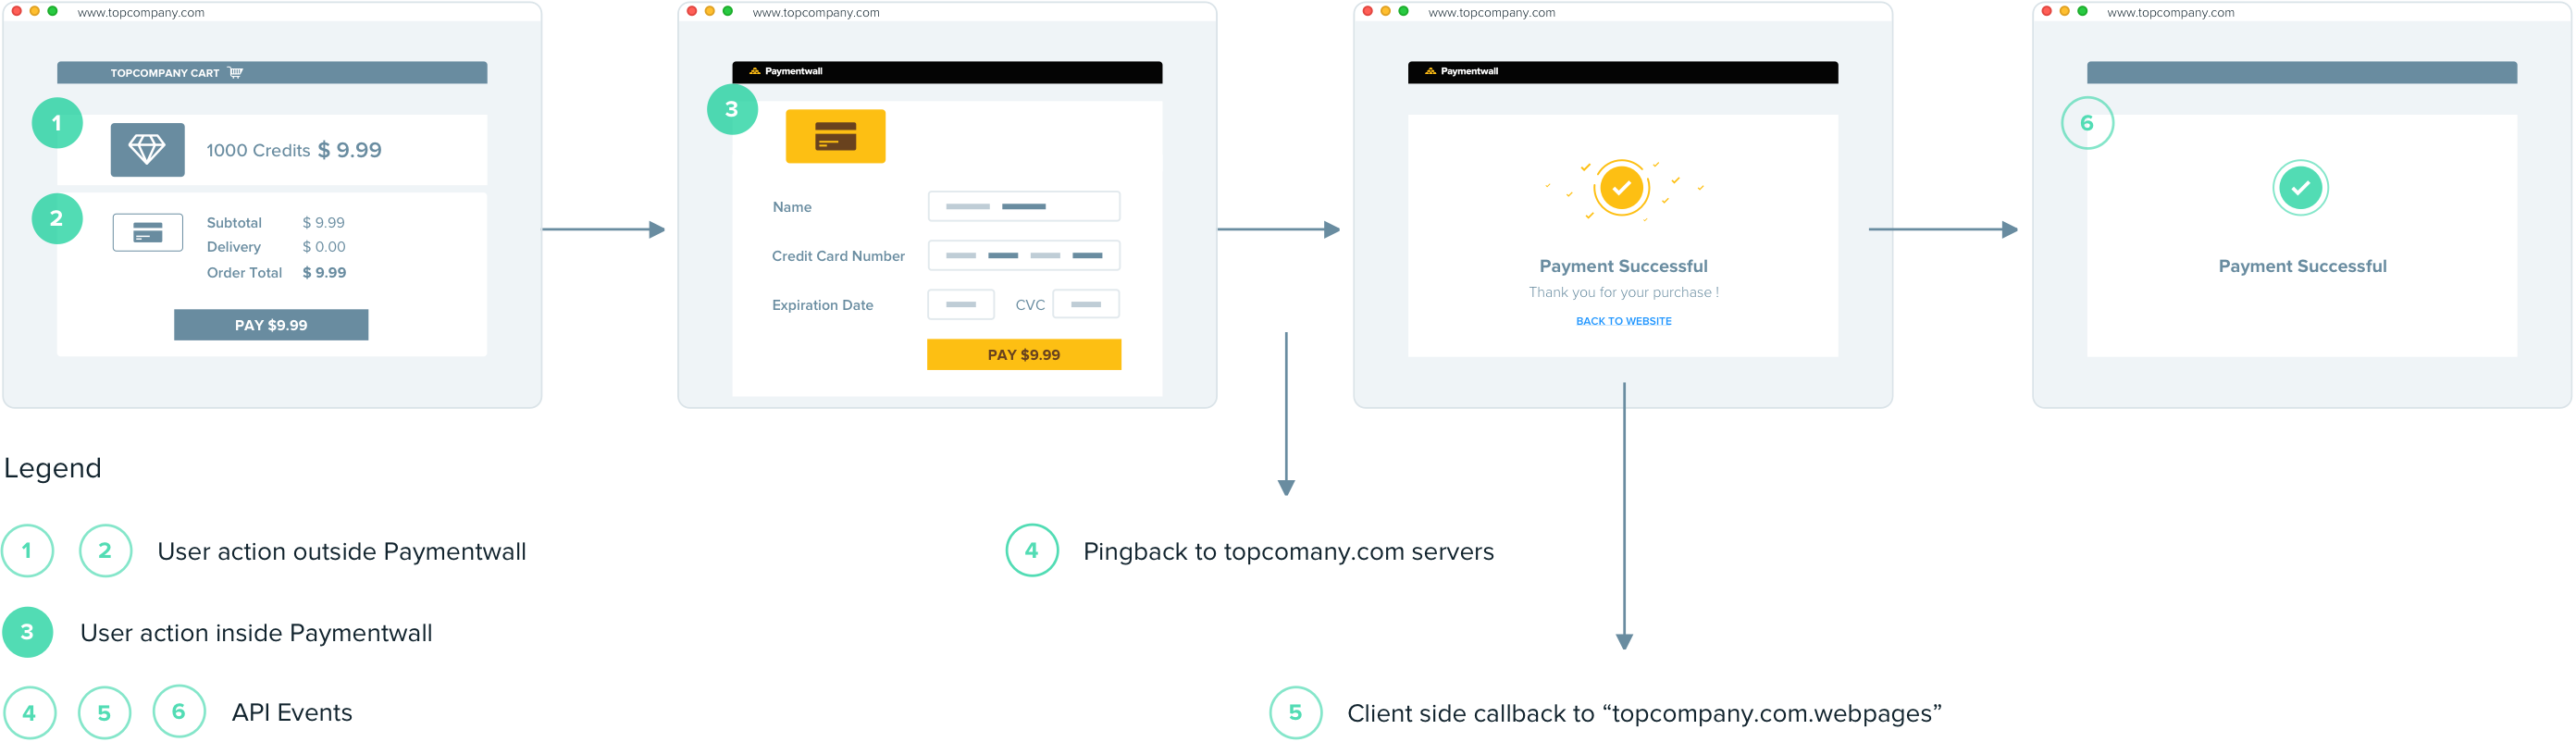 www.topcompany.com
TOPCOMPANY CART
1
1000 Credits $ 9.99
2
Subtotal $ 9.99
Delivery $ 0.00
Order Total $ 9.99
PAY $9.99
www.topcompany.com
Paymentwall
3
Name
Credit Card Number
Expiration Date CVC
PAY $9.99
www.topcompany.com
Paymentwall
Payment Successful
Thank you for your purchase !
BACK TO WEBSITE
www.topcompany.com
6
Payment Successful
Legend
1 2 User action outside Paymentwall
3 User action inside Paymentwall
4 5 6 API Events
4 Pingback to topcomany.com servers
5 Client side callback to “topcompany.com.webpages”